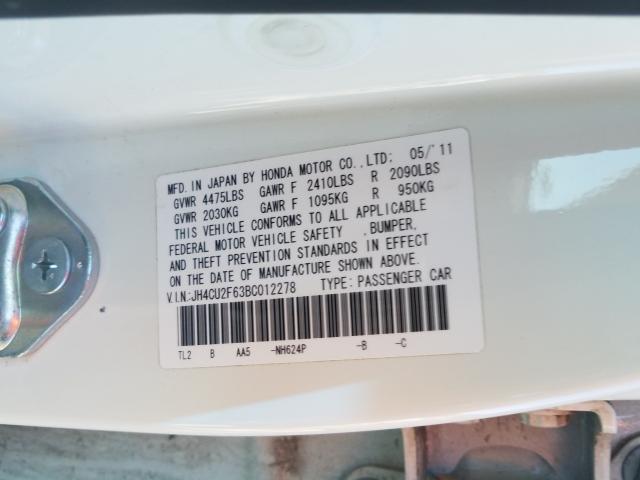 MFD. IN JAPAN BY HONDA MOTOR CO., LTD: 05/'11
GVWR 4475LBS GAWR F 2410LBS R 2090LBS
GVWR 2030KG GAWR F 1095KG R 950KG
THIS VEHICLE CONFORMS TO ALL APPLICABLE
FEDERAL MOTOR VEHICLE SAFETY ,BUMPER,
AND THEFT PREVENTION STANDARDS IN EFFECT
ON THE DATE OF MANUFACTURE SHOWN ABOVE.
V.I.N:JH4CU2F63BC012278 TYPE: PASSENGER CAR
TL2 B AA5 -NH624P -B -C